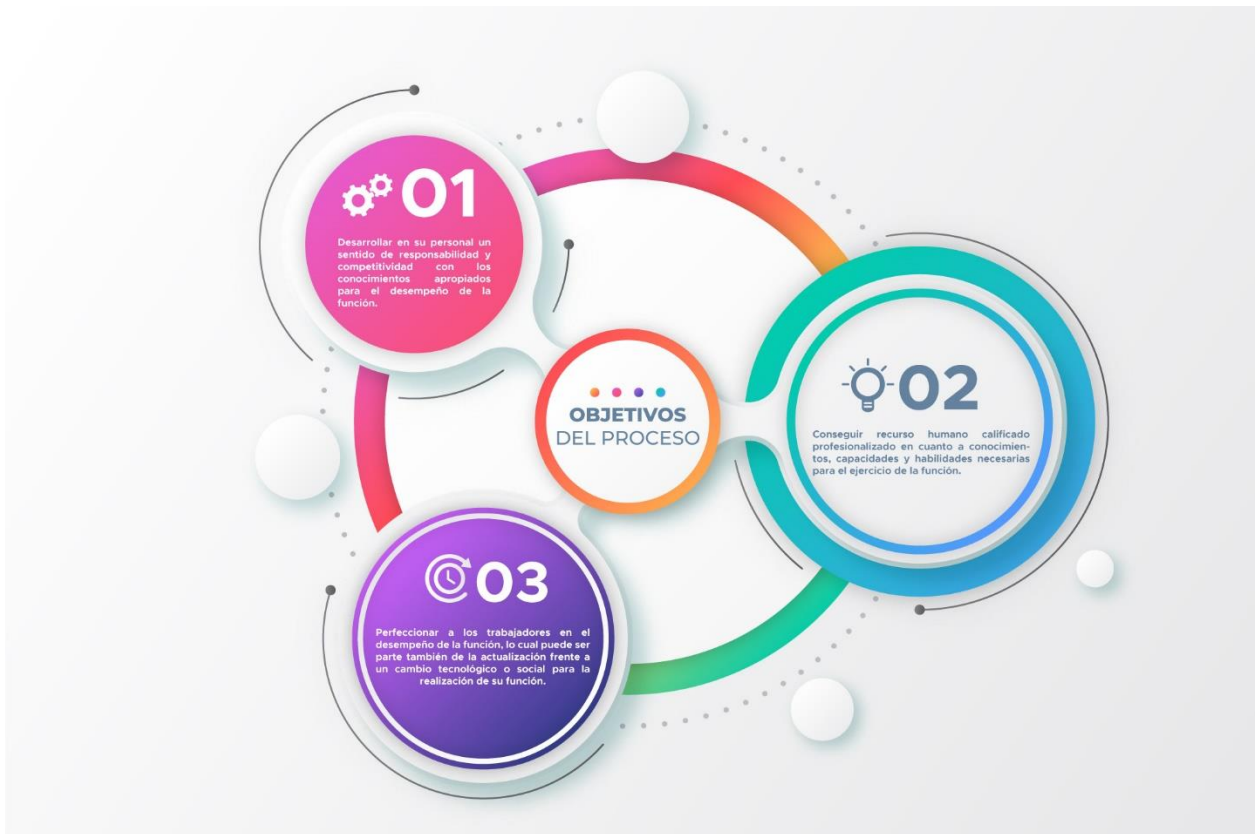 01
Desarrollar en su personal un
sentido de responsabilidad y
competitividad con los
conocimientos apropiados
para el desempeño de la
función.
OBJETIVOS
DEL PROCESO
02
Conseguir recurso humano calificado
profesionalizado en cuanto a conocimien-
tos, capacidades y habilidades necesarias
para el ejercicio de la función.
03
Perfeccionar a los trabajadores en el
desempeño de la función, lo cual puede ser
parte también de la actualización frente a
un cambio tecnológico o social para la
realización de su función.